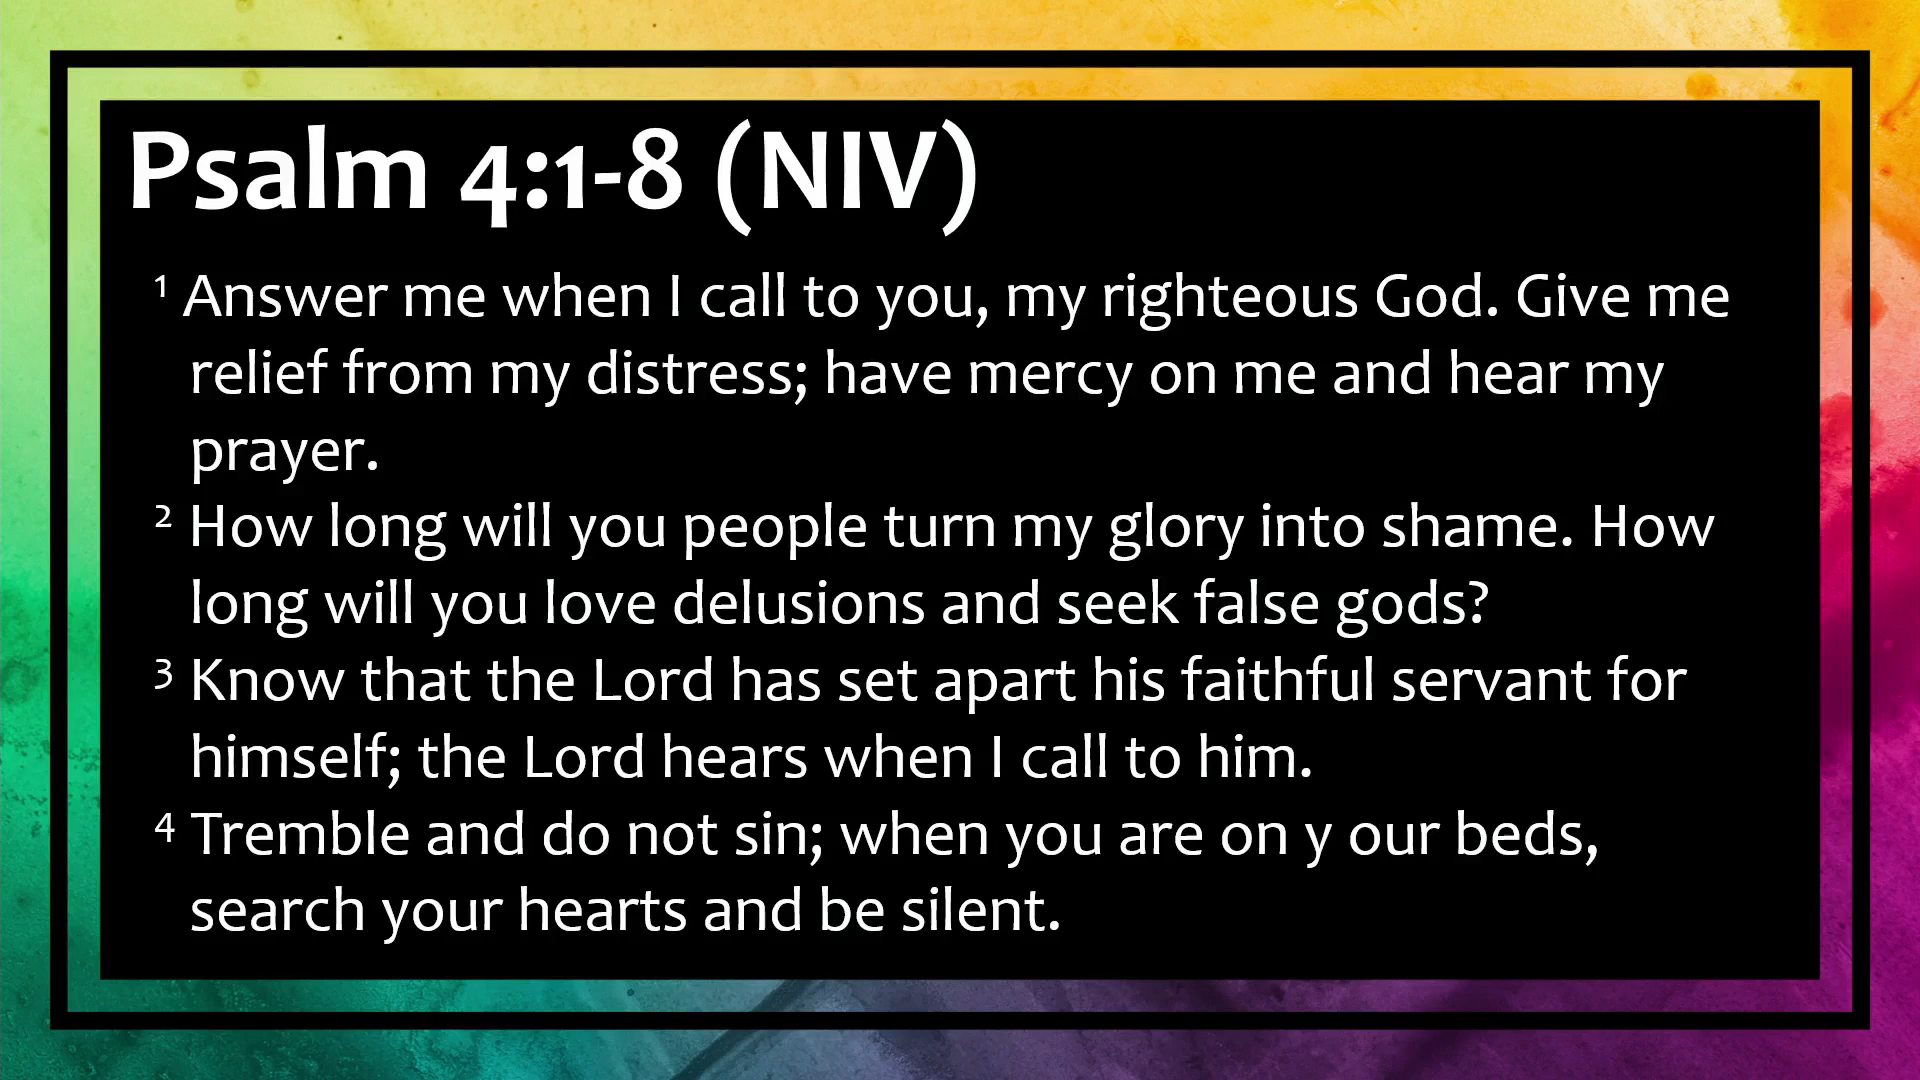 Psalm 4:1-8 (NIV)
¹ Answer me when I call to you, my righteous God. Give me
relief from my distress; have mercy on me and hear my
prayer.
² How long will you people turn my glory into shame. How
long will you love delusions and seek false gods?
³ Know that the Lord has set apart his faithful servant for
himself; the Lord hears when I call to him.
⁴ Tremble and do not sin; when you are on y our beds,
search your hearts and be silent.